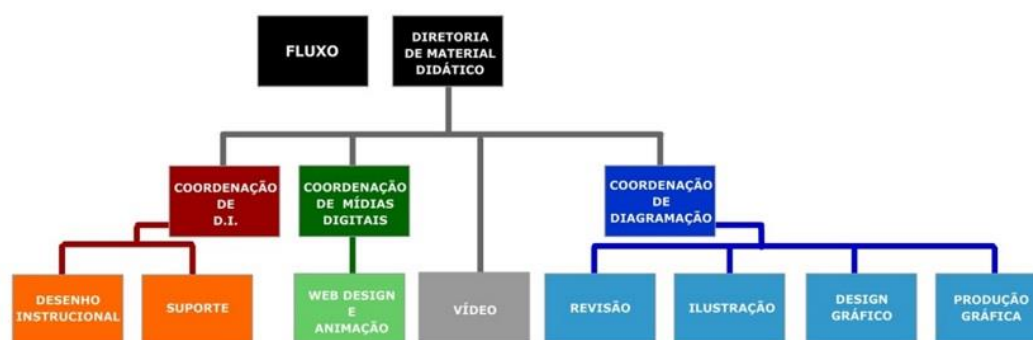 FLUXO
DIRETORIA
DE MATERIAL
DIDÁTICO
COORDENAÇÃO
DE
D.I.
COORDENAÇÃO
DE MÍDIAS
DIGITAIS
COORDENAÇÃO
DE
DIAGRAMAÇÃO
DESENHO
INSTRUCIONAL
SUPORTE
WEB DESIGN
E
ANIMAÇÃO
VÍDEO
REVISÃO
ILUSTRAÇÃO
DESIGN
GRÁFICO
PRODUÇÃO
GRÁFICA